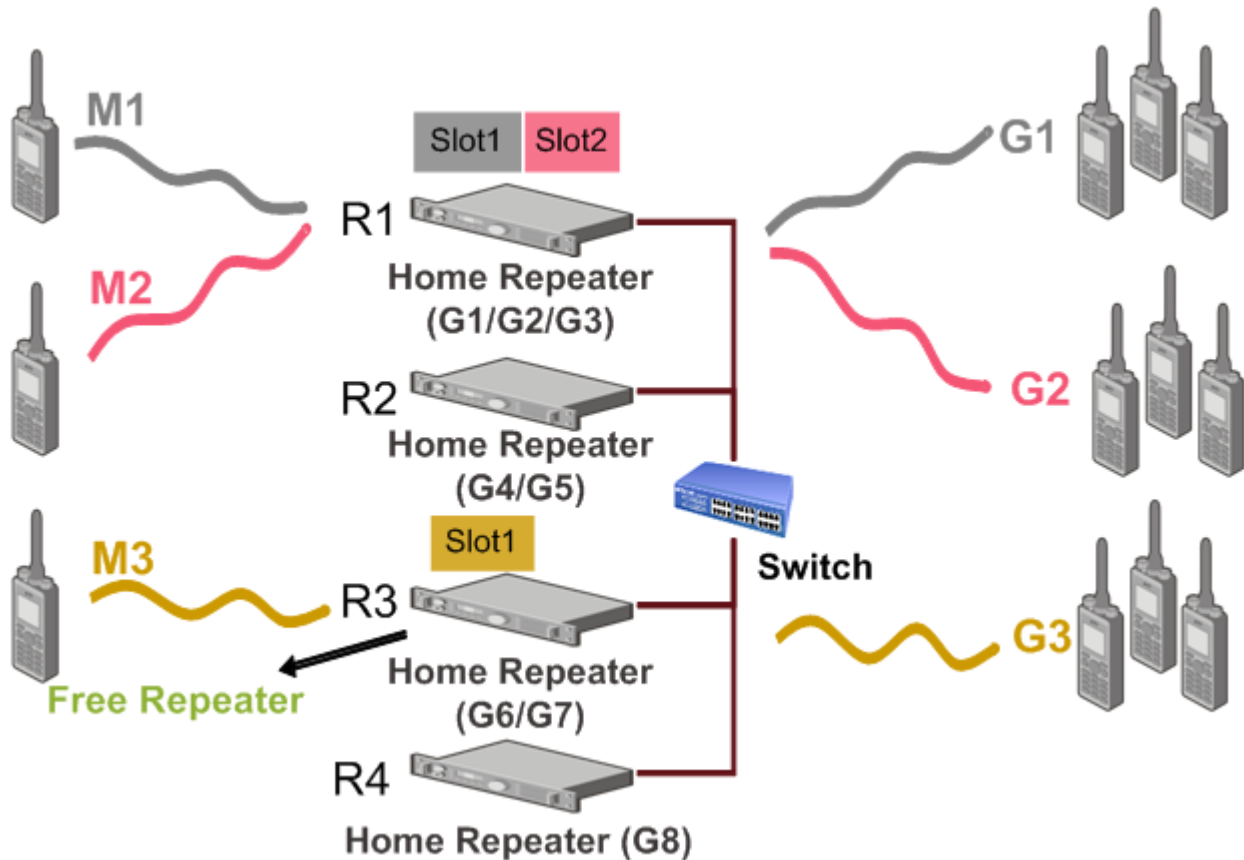 M1
Slot1 Slot2
G1
R1
M2
Home Repeater
(G1/G2/G3)
G2
R2
Home Repeater
(G4/G5)
Slot1
Switch
M3
R3
G3
Home Repeater
(G6/G7)
Free Repeater
R4
Home Repeater (G8)